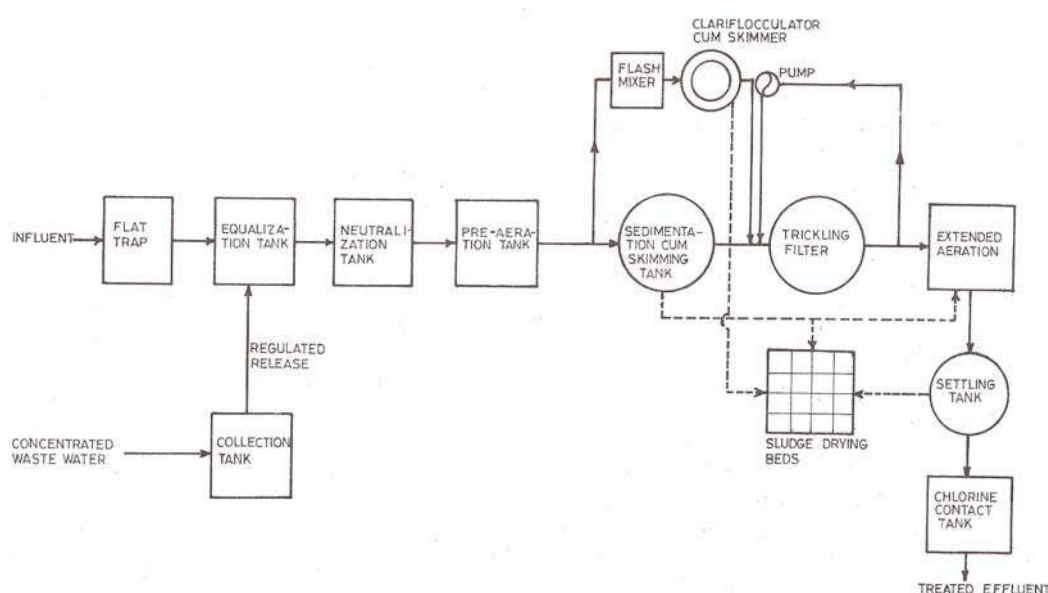 CLARIFLOCCULATOR
CUM SKIMMER
FLASH
MIXER
PUMP
INFLUENT
FLAT
TRAP
EQUALIZA-
TION TANK
NEUTRALI-
ZATION
TANK
PRE-AERATION TANK
SEDIMENTA-
TION CUM
SKIMMING
TANK
TRICKLING
FILTER
EXTENDED
AERATION
REGULATED
RELEASE
SETTLING
TANK
CONCENTRATED
WASTE WATER
COLLECTION
TANK
SLUDGE DRYING
BEDS
CHLORINE
CONTACT
TANK
TREATED EFFLUENT